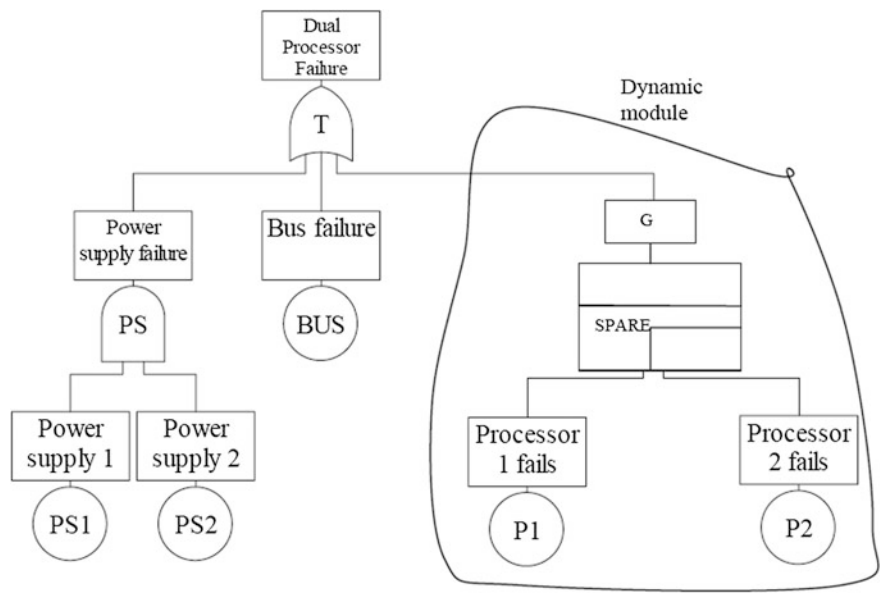 Dual
Processor
Failure
T
Dynamic
module
Power
supply failure
Bus failure
G
PS
BUS
SPARE
Power
supply 1
Power
supply 2
Processor
1 fails
Processor
2 fails
PS1
PS2
P1
P2